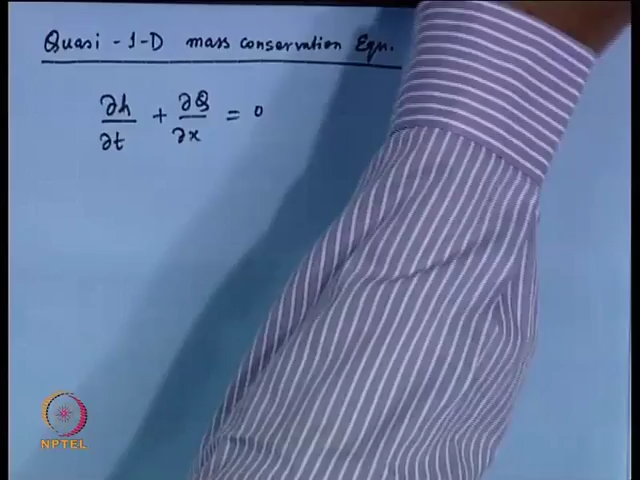 Quasi - 1-D mass conservation Eqn.
∂h/∂t + ∂Q/∂x = 0
NPTEL